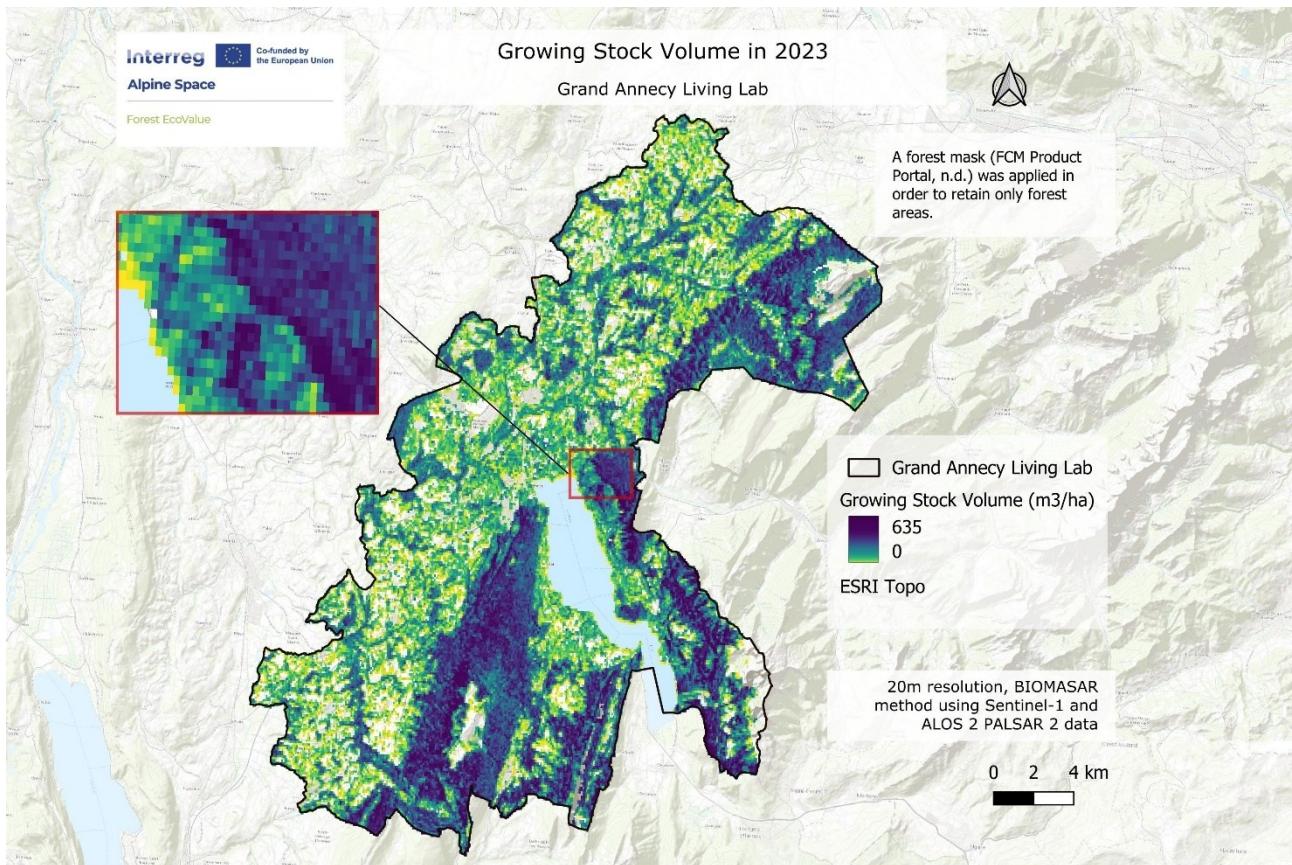 Interreg
Co-funded by
the European Union
Alpine Space
Forest EcoValue
Growing Stock Volume in 2023
Grand Annecy Living Lab
A forest mask (FCM Product
Portal, n.d.) was applied in
order to retain only forest
areas.
Grand Annecy Living Lab
Growing Stock Volume (m3/ha)
635
0
ESRI Topo
20m resolution, BIOMASAR
method using Sentinel-1 and
ALOS 2 PALSAR 2 data
0 2 4 km